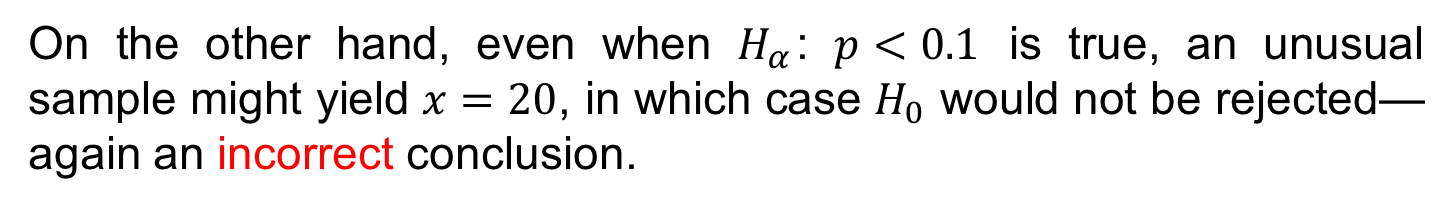 On the other hand, even when Hα: p < 0.1 is true, an unusual
sample might yield x = 20, in which case H0 would not be rejected—
again an incorrect conclusion.